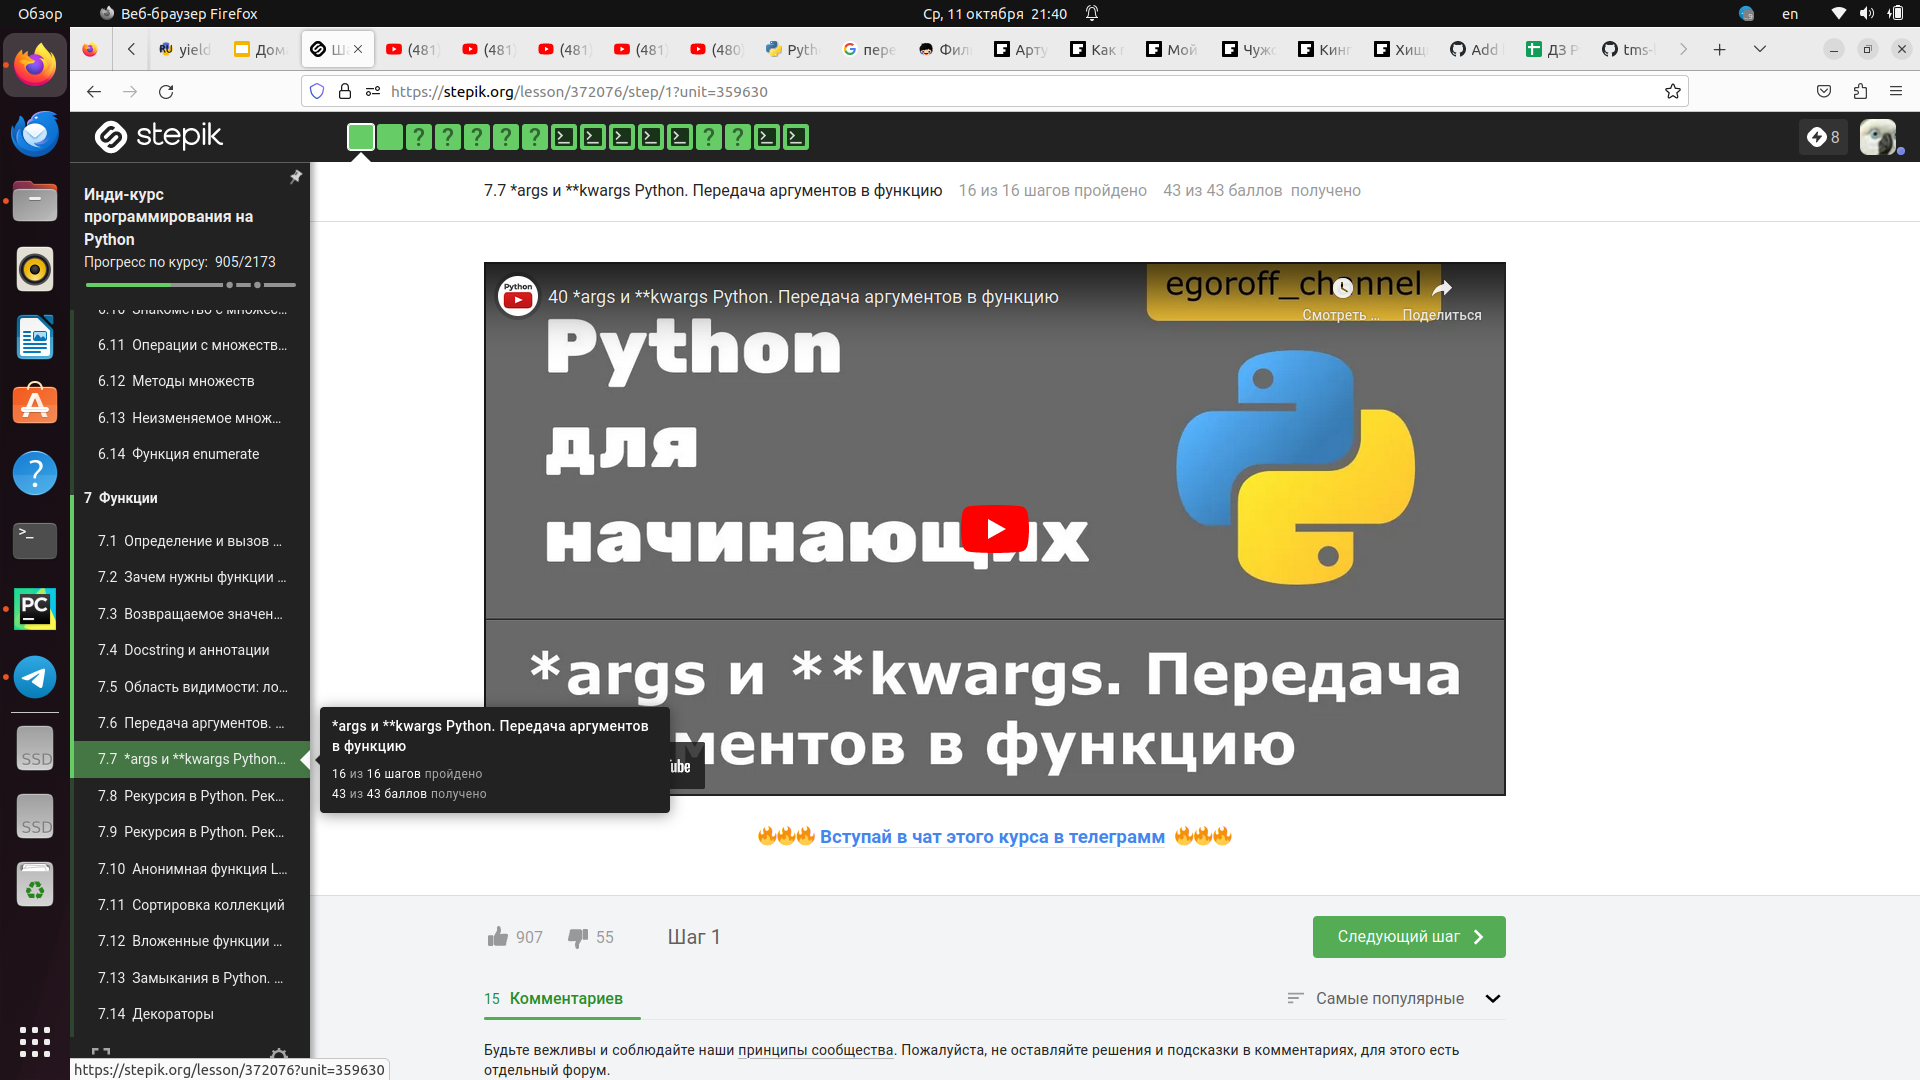 Обзор
Веб-браузер Firefox
Ср, 11 октября 21:40
en
yield
Дома
(481)
(481)
(481)
(481)
(480)
Pyth
пере
Фил
Арту
Как
Мой
Чужо
Кинг
Хищ
Add
ДЗ P
tms-
https://stepik.org/lesson/372076/step/1?unit=359630
stepik
8
Инди-курс
программирования на
Python
Прогресс по курсу: 905/2173
6.11 Операции с множеств...
6.12 Методы множеств
6.13 Неизменяемое множ...
6.14 Функция enumerate
7 Функции
7.1 Определение и вызов ...
7.2 Зачем нужны функции ...
7.3 Возвращаемое значен...
7.4 Docstring и аннотации
7.5 Область видимости: ло...
7.6 Передача аргументов. ...
7.7 *args и **kwargs Python...
7.8 Рекурсия в Python. Рек...
7.9 Рекурсия в Python. Рек...
7.10 Анонимная функция L...
7.11 Сортировка коллекций
7.12 Вложенные функции ...
7.13 Замыкания в Python. ...
7.14 Декораторы
7.7 *args и **kwargs Python. Передача аргументов в функцию 16 из 16 шагов пройдено 43 из 43 баллов получено
Python
40 *args и **kwargs Python. Передача аргументов в функцию
egoroff_channel
Смотреть ...
Поделиться
Python
для
начинающих
*args и **kwargs. Передача
ментов в функцию
*args и **kwargs Python. Передача аргументов
в функцию
16 из 16 шагов пройдено
43 из 43 баллов получено
Вступай в чат этого курса в телеграмм
907
55
Шаг 1
Следующий шаг
15 Комментариев
Самые популярные
Будьте вежливы и соблюдайте наши принципы сообщества. Пожалуйста, не оставляйте решения и подсказки в комментариях, для этого есть
отдельный форум.
https://stepik.org/lesson/372076?unit=359630
PC
SSD
SSD